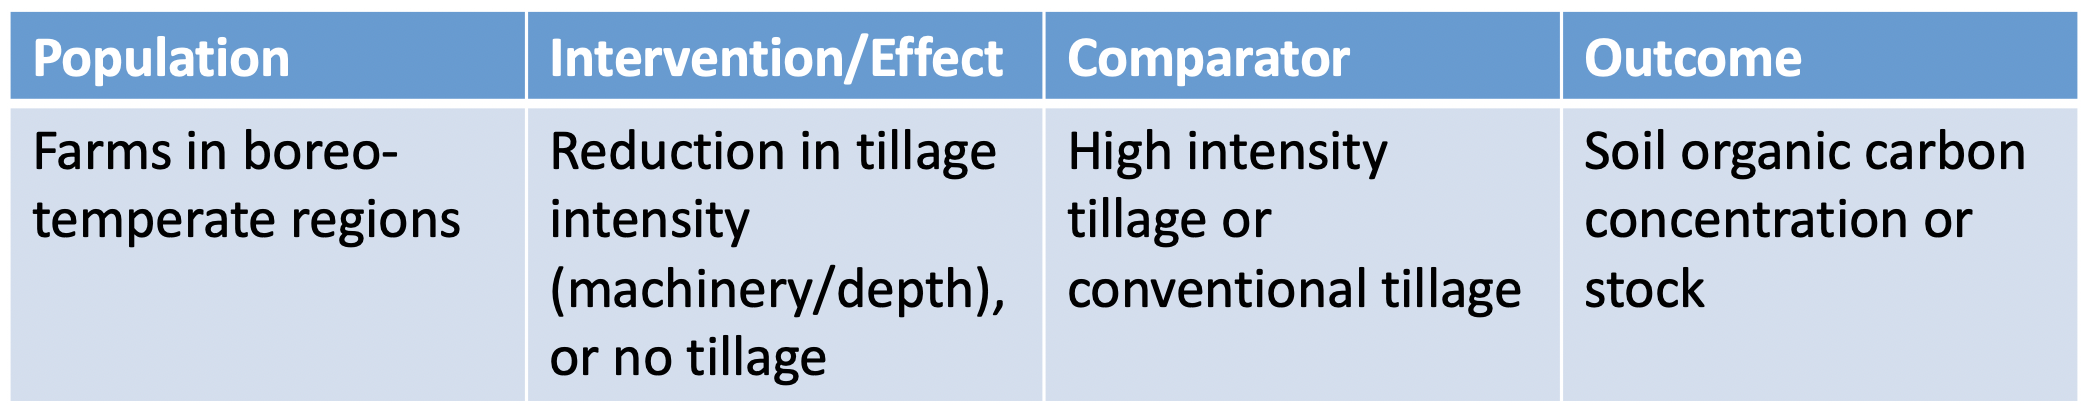 Population
Intervention/Effect
Comparator
Outcome
Farms in boreo-
temperate regions
Reduction in tillage
intensity
(machinery/depth),
or no tillage
High intensity
tillage or
conventional tillage
Soil organic carbon
concentration or
stock